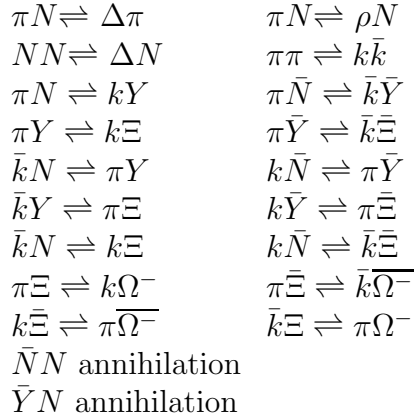 πN⇌ Δπ πN⇌ ρN
NN⇌ ΔN ππ ⇌ kk̄
πN ⇌ kY πN̄ ⇌ k̄Ȳ
πY ⇌ kΞ πȲ ⇌ k̄Ξ̄
k̄N ⇌ πY kN̄ ⇌ πȲ
k̄Y ⇌ πΞ kȲ ⇌ πΞ̄
k̄N ⇌ kΞ kN̄ ⇌ k̄Ξ̄
πΞ ⇌ kΩ⁻ πΞ̄ ⇌ k̄Ω̅⁻̅
kΞ̄ ⇌ πΩ̅⁻̅ k̄Ξ ⇌ πΩ⁻
N̄N annihilation
ȲN annihilation